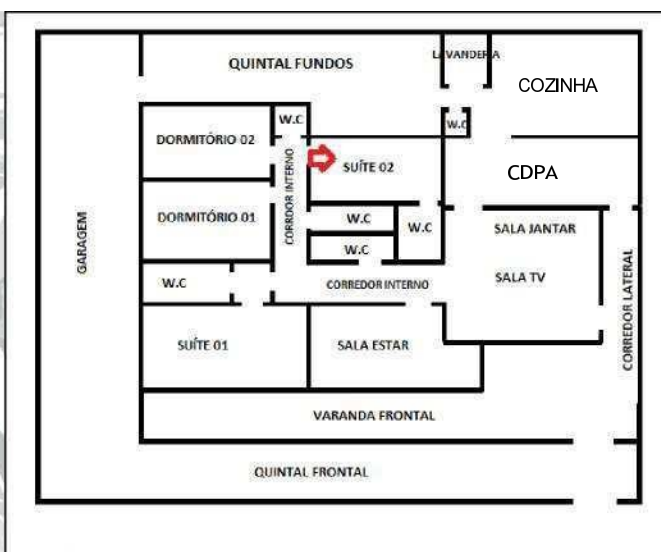 QUINTAL FUNDOS
LAVANDERIA
COZINHA
W.C
W.C
DORMITÓRIO 02
SUÍTE 02
CDPA
CORRDOR INTERNO
GARAGEM
DORMITÓRIO 01
W.C
W.C
SALA JANTAR
W.C
SALA TV
W.C
CORREDOR INTERNO
CORREDOR LATERAL
SUÍTE 01
SALA ESTAR
VARANDA FRONTAL
QUINTAL FRONTAL